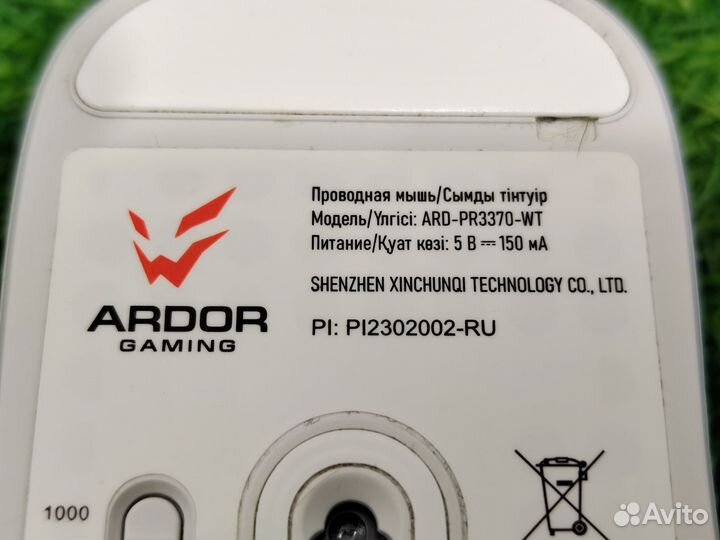 Проводная мышь/Сымды тінтуір
Модель/Үлгісі: ARD-PR3370-WT
Питание/Қуат көзі: 5 В ⎓ 150 мА
SHENZHEN XINCHUNQI TECHNOLOGY CO., LTD.
PI: PI2302002-RU
ARDOR
GAMING
1000
Avito